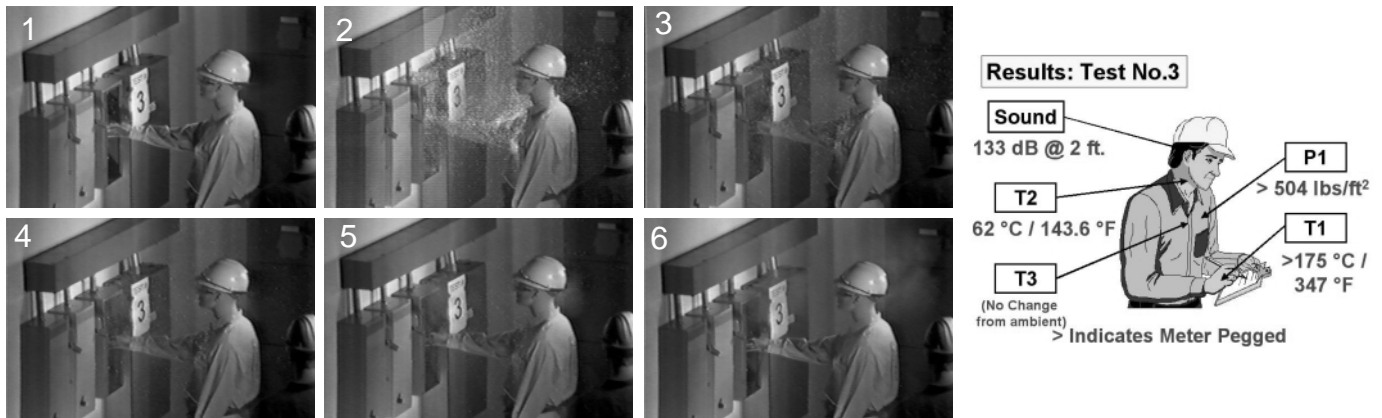 1
2
3
4
5
6
3
3
3
3
3
3
Results: Test No.3
Sound
133 dB @ 2 ft.
P1
> 504 lbs/ft²
T2
62 °C / 143.6 °F
T1
>175 °C /
347 °F
T3
(No Change
from ambient)
> Indicates Meter Pegged